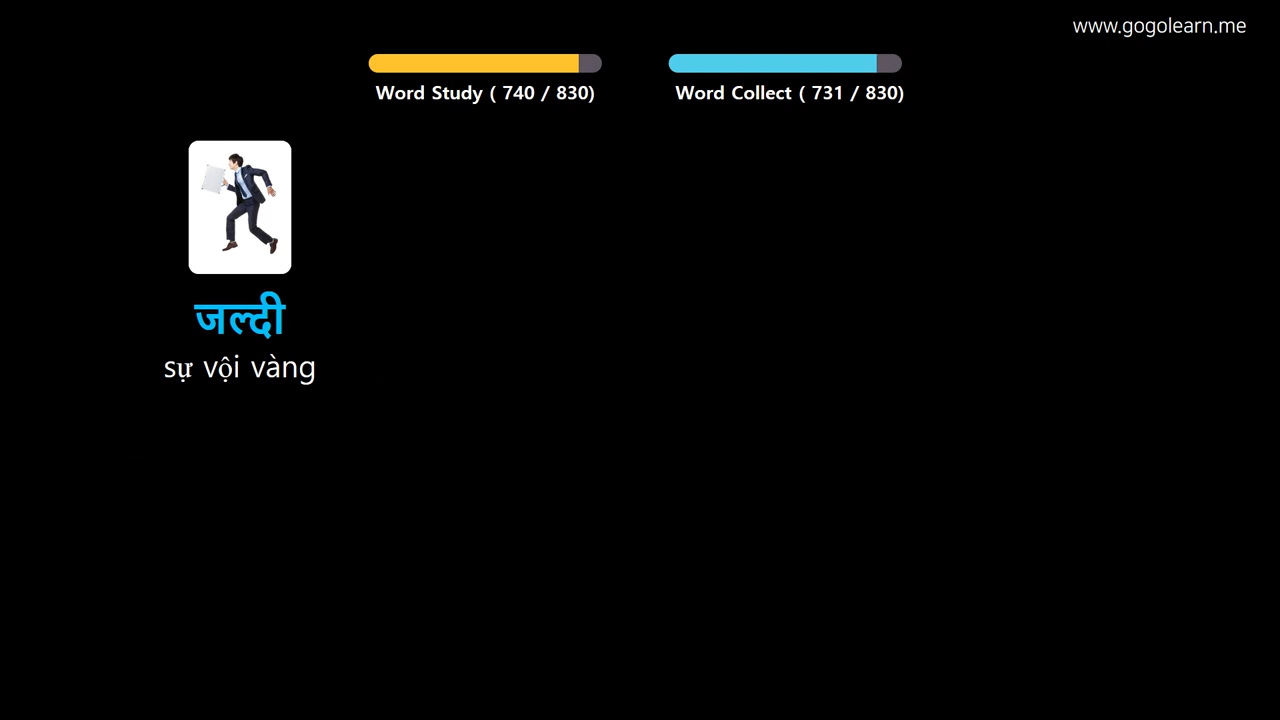 www.gogolearn.me
Word Study ( 740 / 830)
Word Collect ( 731 / 830)
जल्दी
sự vội vàng